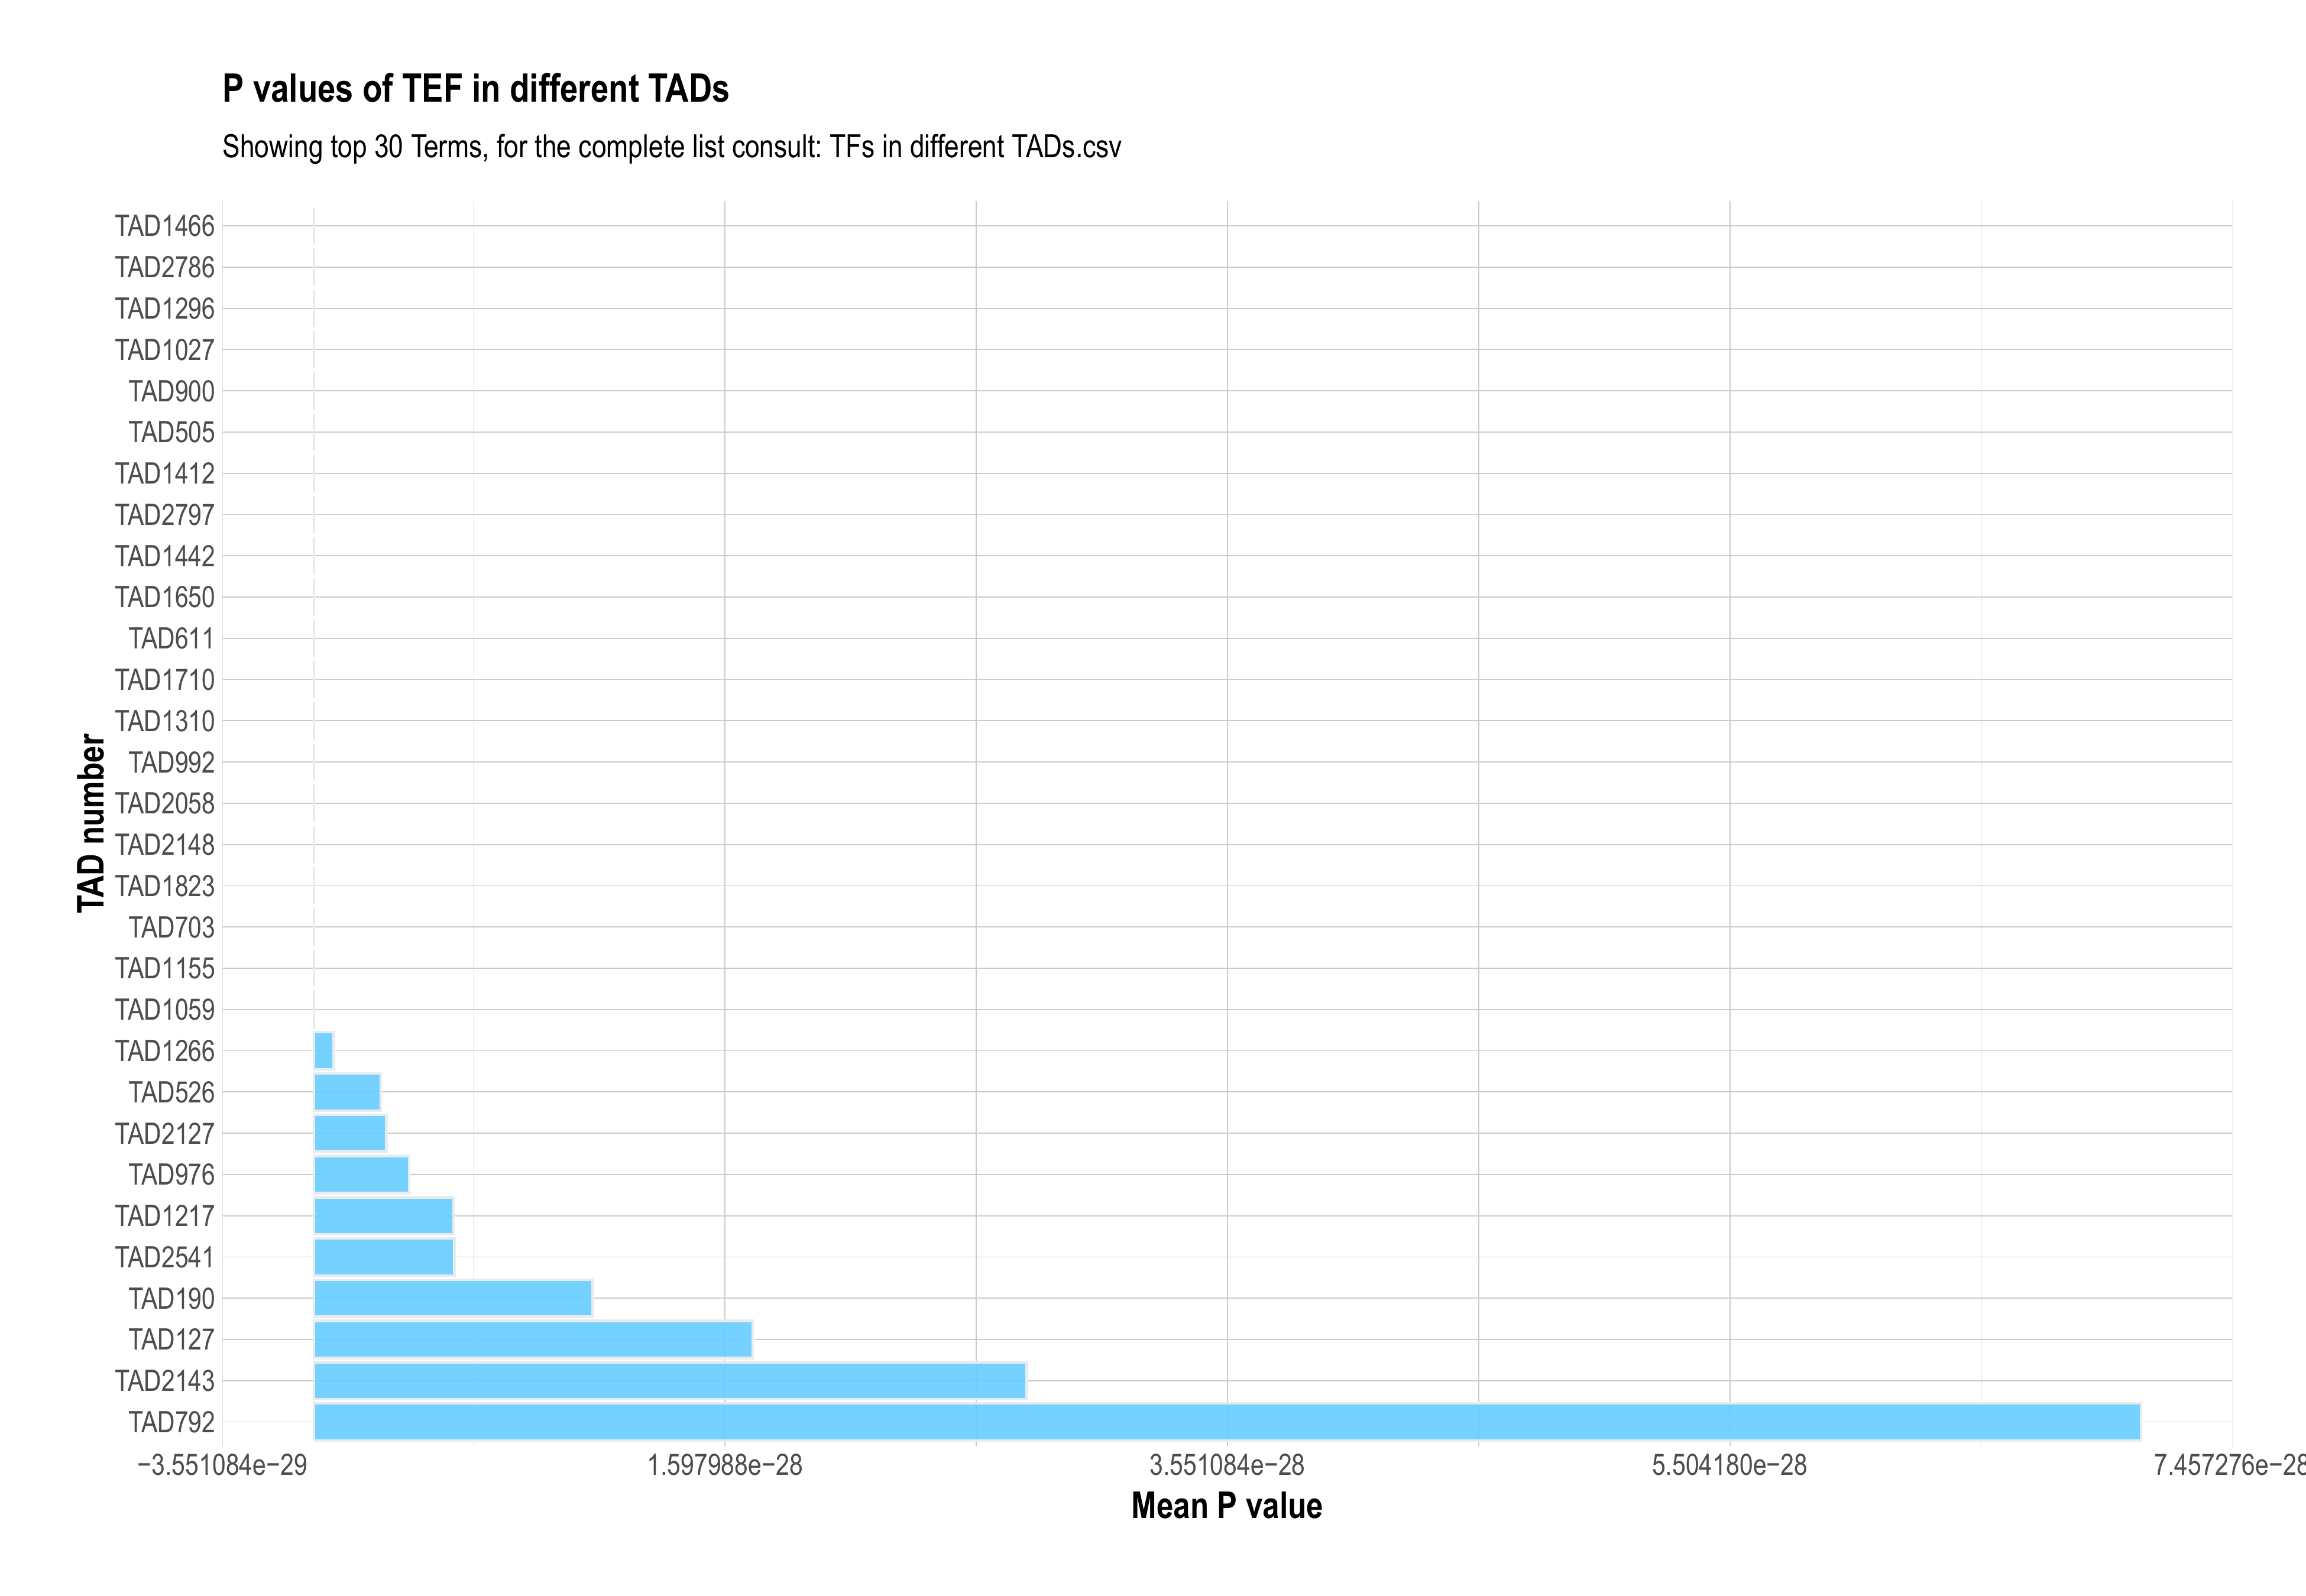 P values of TEF in different TADs
Showing top 30 Terms, for the complete list consult: TFs in different TADs.csv
TAD number
TAD1466
TAD2786
TAD1296
TAD1027
TAD900
TAD505
TAD1412
TAD2797
TAD1442
TAD1650
TAD611
TAD1710
TAD1310
TAD992
TAD2058
TAD2148
TAD1823
TAD703
TAD1155
TAD1059
TAD1266
TAD526
TAD2127
TAD976
TAD1217
TAD2541
TAD190
TAD127
TAD2143
TAD792
−3.551084e−29 1.597988e−28 3.551084e−28 5.504180e−28 7.457276e−28
Mean P value